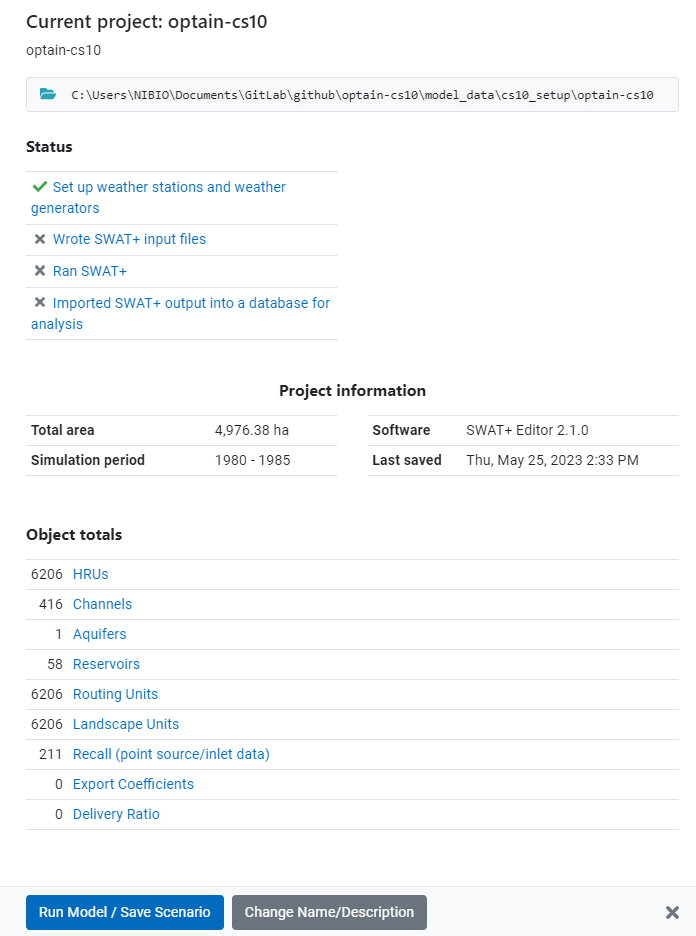 Current project: optain-cs10
optain-cs10
C:\Users\NIBIO\Documents\GitLab\github\optain-cs10\model_data\cs10_setup\optain-cs10
Status
Set up weather stations and weather
generators
Wrote SWAT+ input files
Ran SWAT+
Imported SWAT+ output into a database for
analysis
Project information
Total area 4,976.38 ha
Software SWAT+ Editor 2.1.0
Simulation period 1980 - 1985
Last saved Thu, May 25, 2023 2:33 PM
Object totals
6206 HRUs
416 Channels
1 Aquifers
58 Reservoirs
6206 Routing Units
6206 Landscape Units
211 Recall (point source/inlet data)
0 Export Coefficients
0 Delivery Ratio
Run Model / Save Scenario
Change Name/Description